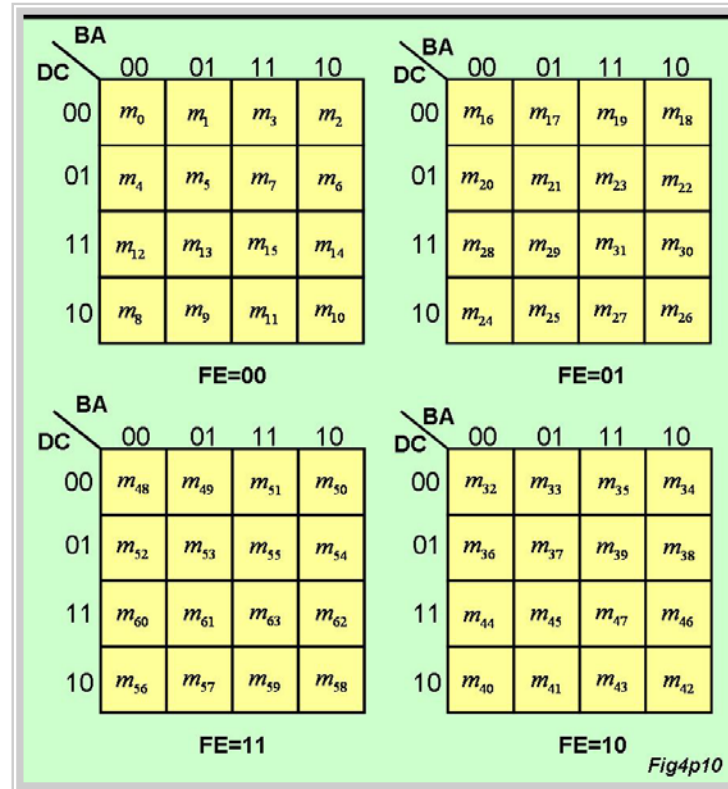 BA BA
DC 00 01 11 10 DC 00 01 11 10
00 m₀ m₁ m₃ m₂ 00 m₁₆ m₁₇ m₁₉ m₁₈
01 m₄ m₅ m₇ m₆ 01 m₂₀ m₂₁ m₂₃ m₂₂
11 m₁₂ m₁₃ m₁₅ m₁₄ 11 m₂₈ m₂₉ m₃₁ m₃₀
10 m₈ m₉ m₁₁ m₁₀ 10 m₂₄ m₂₅ m₂₇ m₂₆
FE=00 FE=01
BA BA
DC 00 01 11 10 DC 00 01 11 10
00 m₄₈ m₄₉ m₅₁ m₅₀ 00 m₃₂ m₃₃ m₃₅ m₃₄
01 m₅₂ m₅₃ m₅₅ m₅₄ 01 m₃₆ m₃₇ m₃₉ m₃₈
11 m₆₀ m₆₁ m₆₃ m₆₂ 11 m₄₄ m₄₅ m₄₇ m₄₆
10 m₅₆ m₅₇ m₅₉ m₅₈ 10 m₄₀ m₄₁ m₄₃ m₄₂
FE=11 FE=10
Fig4p10